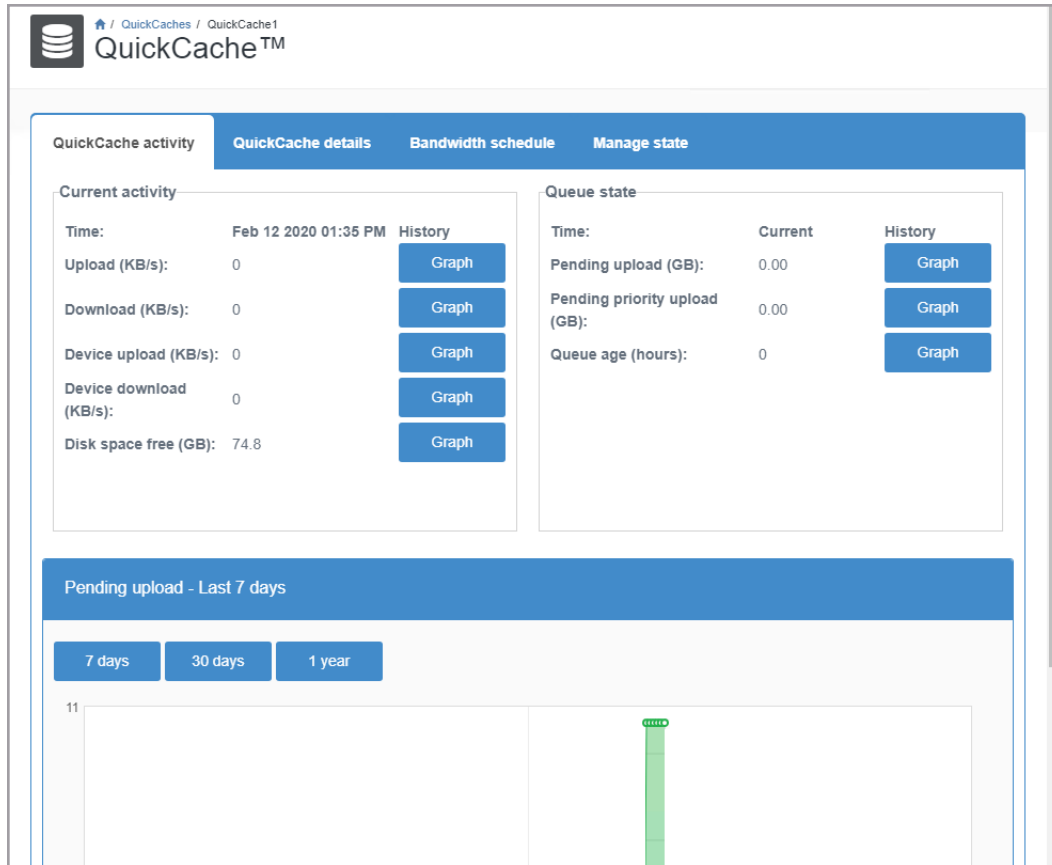 / QuickCaches / QuickCache1
QuickCache™
QuickCache activity
QuickCache details
Bandwidth schedule
Manage state
Current activity
Time: Feb 12 2020 01:35 PM History
Upload (KB/s): 0 Graph
Download (KB/s): 0 Graph
Device upload (KB/s): 0 Graph
Device download
(KB/s): 0 Graph
Disk space free (GB): 74.8 Graph
Queue state
Time: Current History
Pending upload (GB): 0.00 Graph
Pending priority upload
(GB): 0.00 Graph
Queue age (hours): 0 Graph
Pending upload - Last 7 days
7 days 30 days 1 year
11